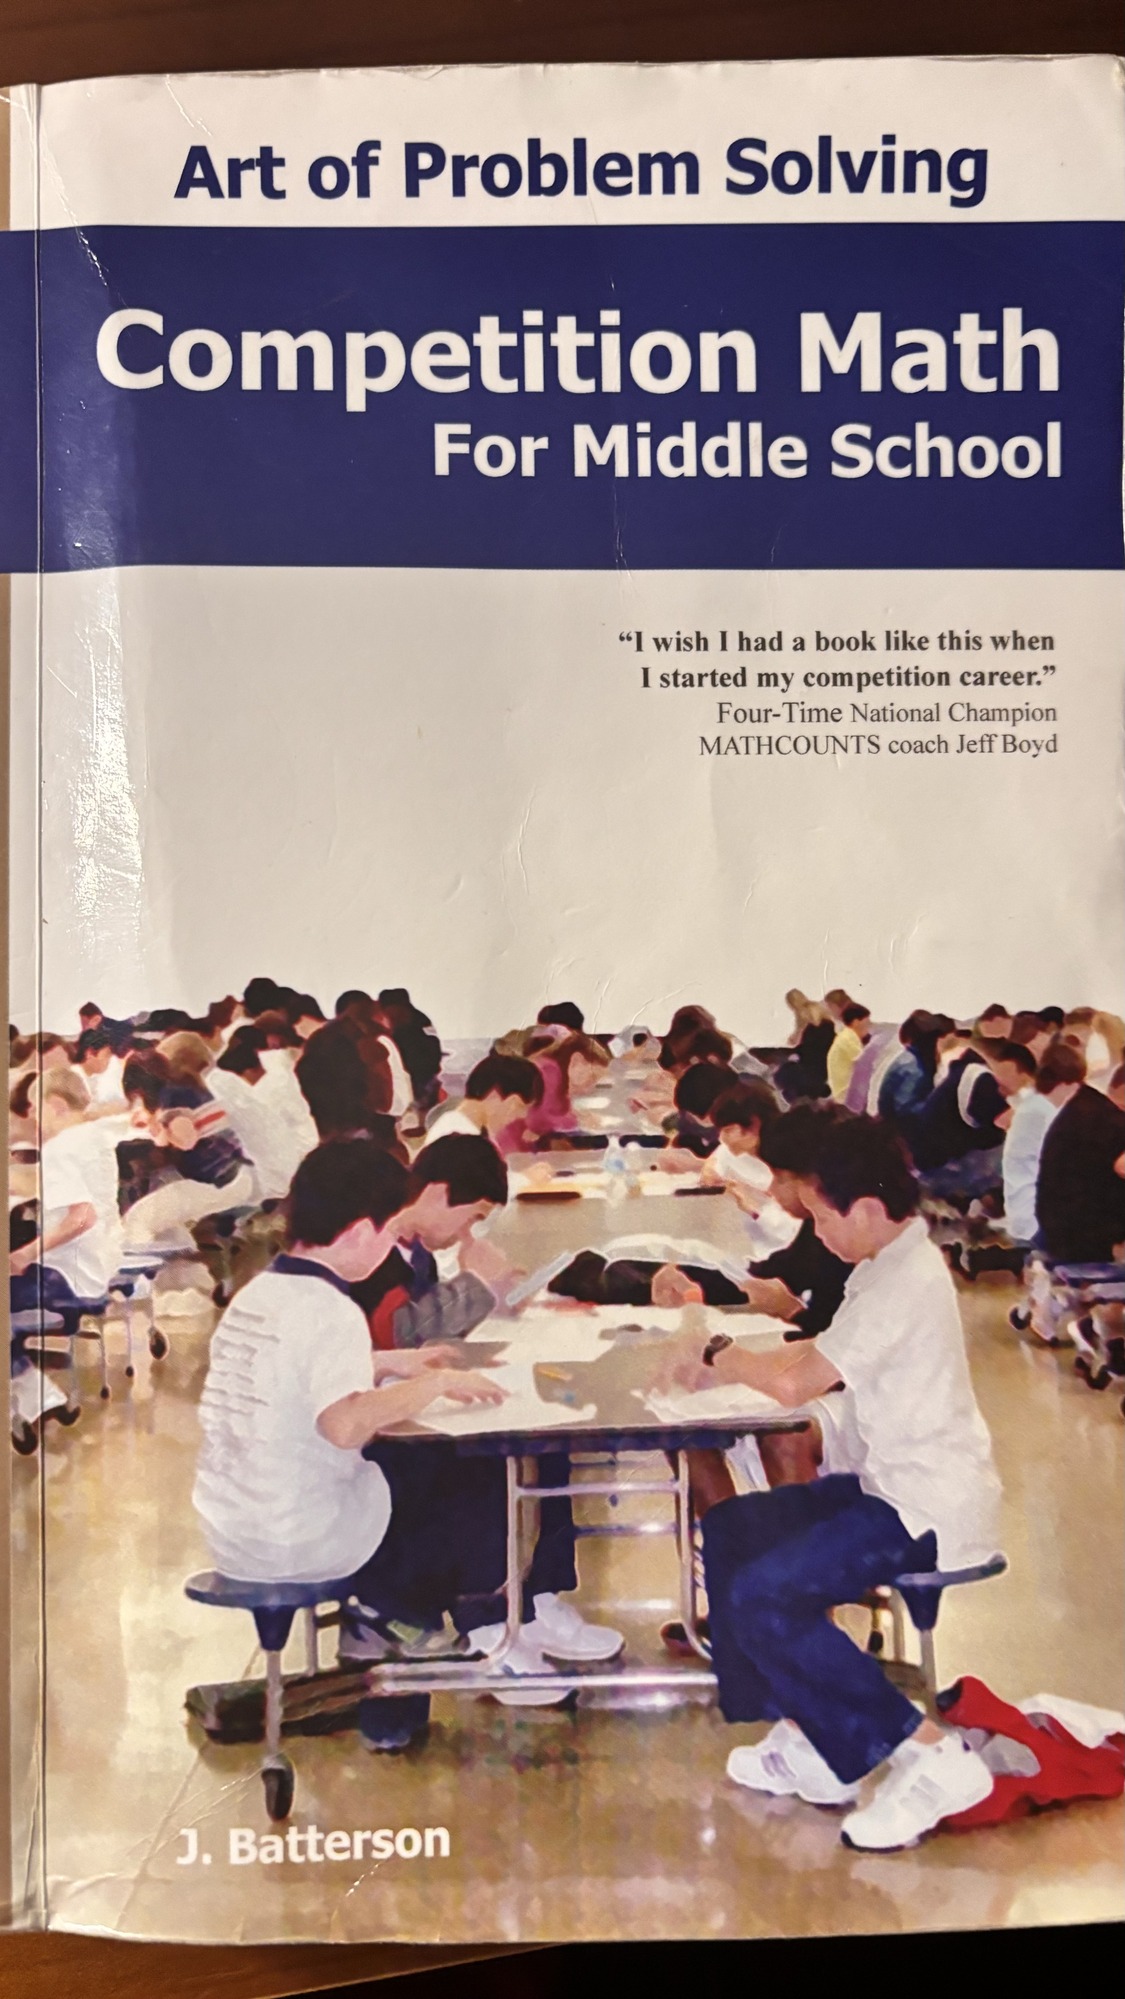 Art of Problem Solving
Competition Math
For Middle School
“I wish I had a book like this when
I started my competition career.”
Four-Time National Champion
MATHCOUNTS coach Jeff Boyd
J. Batterson